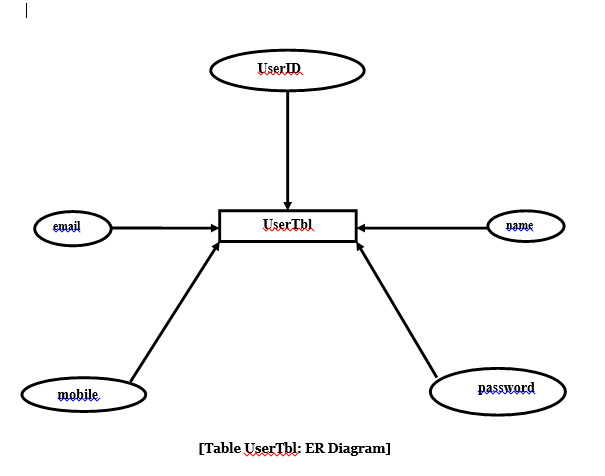 UserID
email
UserTbl
name
mobile
password
[Table UserTbl: ER Diagram]